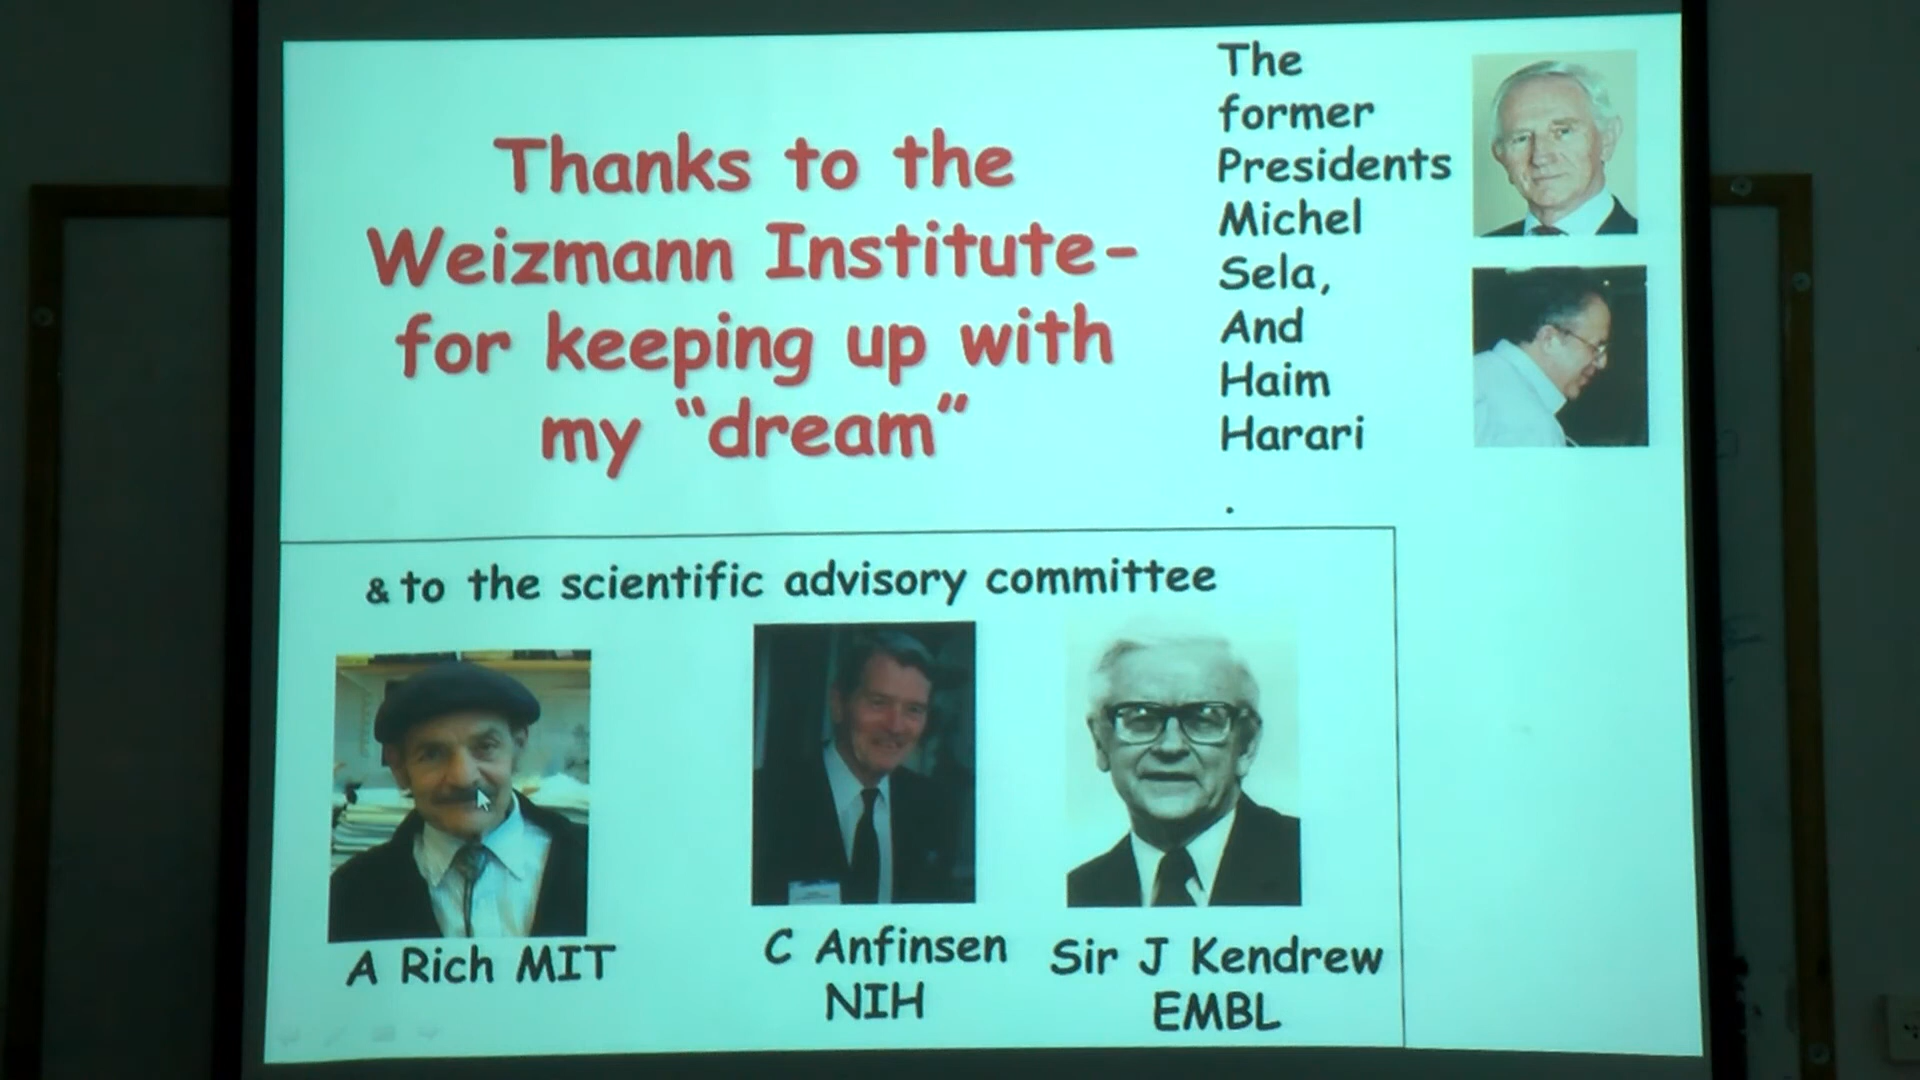 Thanks to the
Weizmann Institute-
for keeping up with
my “dream”
The
former
Presidents
Michel
Sela,
And
Haim
Harari
.
& to the scientific advisory committee
A Rich MIT
C Anfinsen
NIH
Sir J Kendrew
EMBL